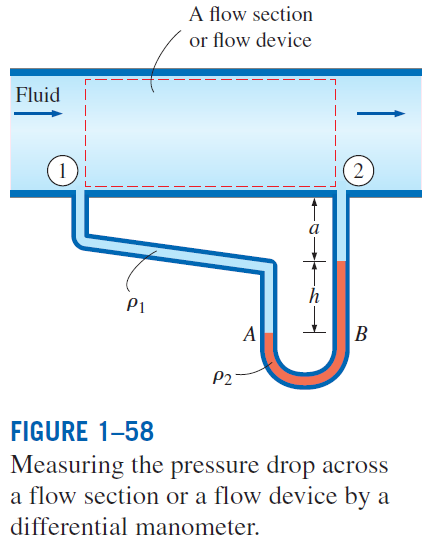 A flow section
or flow device
Fluid
1
2
a
h
ρ1
A
B
ρ2
FIGURE 1–58
Measuring the pressure drop across
a flow section or a flow device by a
differential manometer.